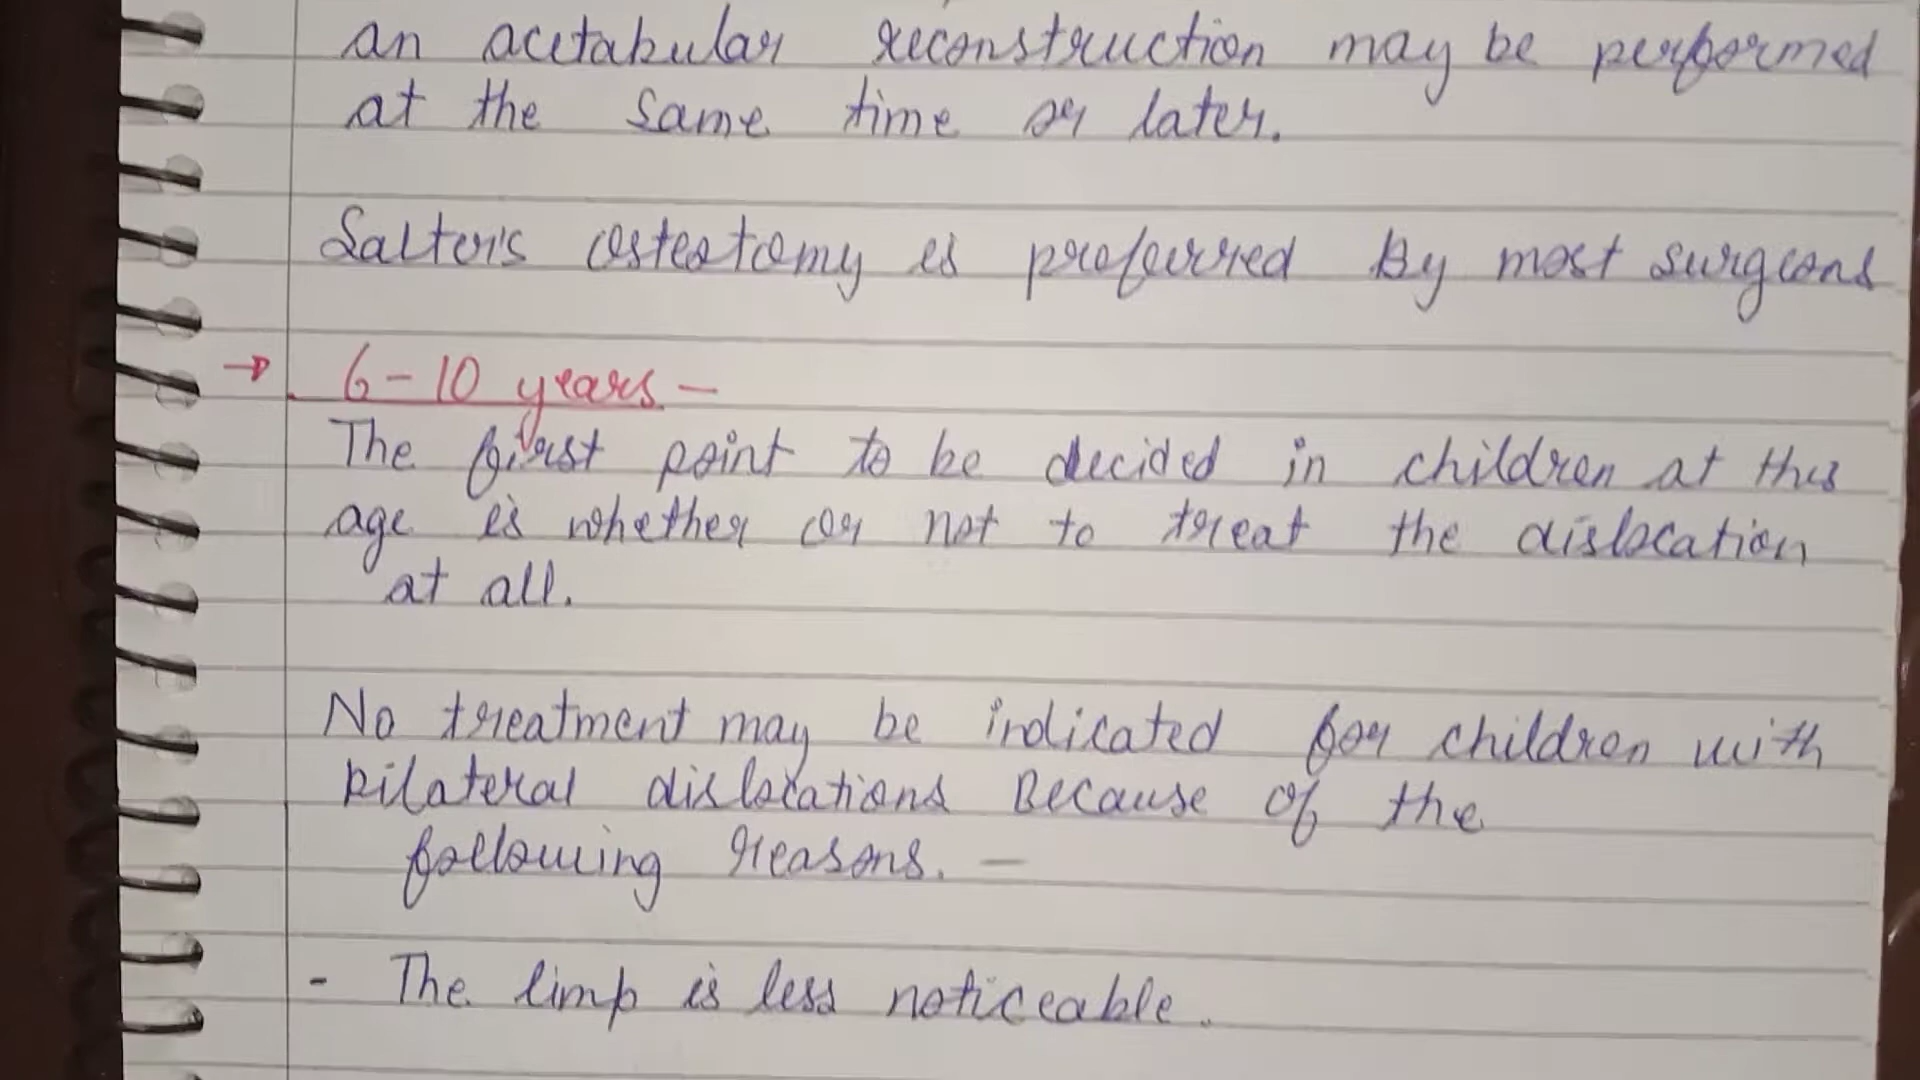 an acetabular reconstruction may be performed
at the same time or later.
Salter's osteotomy is preferred By most surgeons
→ 6-10 years -
The first point to be decided in children at this
age is whether or not to treat the dislocation
at all.
No treatment may be indicated for children with
bilateral dislocations Because of the
following reasons. -
- The limp is less noticeable.